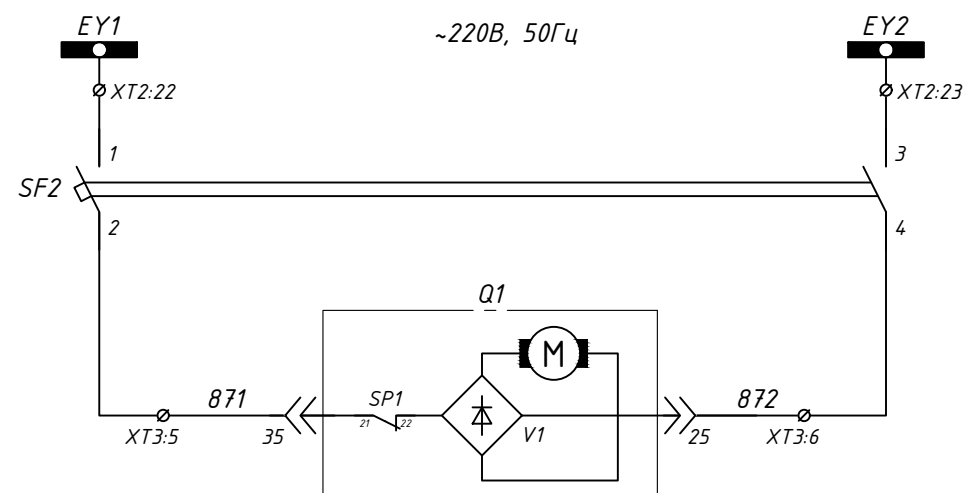 EY1
~220В, 50Гц
EY2
XT2:22
XT2:23
1
3
SF2
2
4
Q1
M
SP1
871
872
21
22
V1
XT3:5
35
25
XT3:6